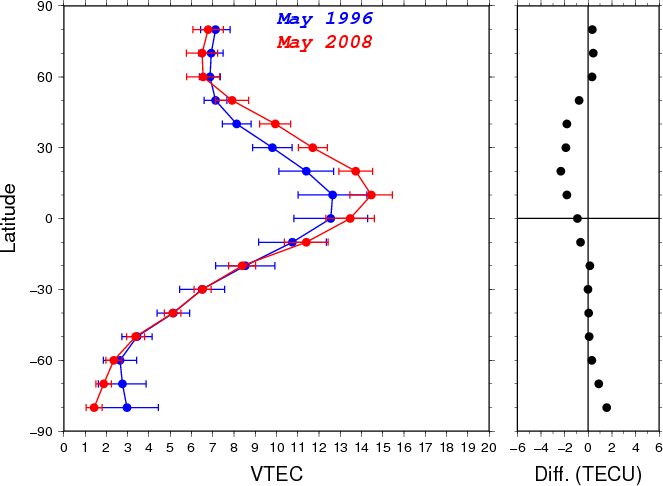 May 1996
May 2008
90
60
30
0
−30
−60
−90
Latitude
0 1 2 3 4 5 6 7 8 9 10 11 12 13 14 15 16 17 18 19 20
VTEC
−6 −4 −2 0 2 4 6
Diff. (TECU)